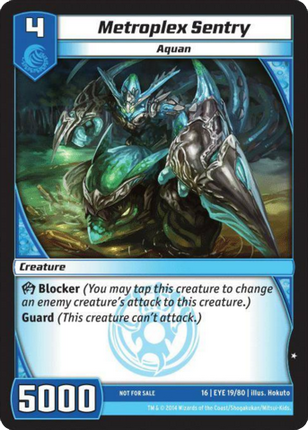 4
Metroplex Sentry
Aquan
Creature
Blocker (You may tap this creature to change
an enemy creature's attack to this creature.)
Guard (This creature can't attack.)
5000
NOT FOR SALE
16 | EYE 19/80 | illus. Hokuto
TM & © 2014 Wizards of the Coast/Shogakukan/Mitsui-Kids.